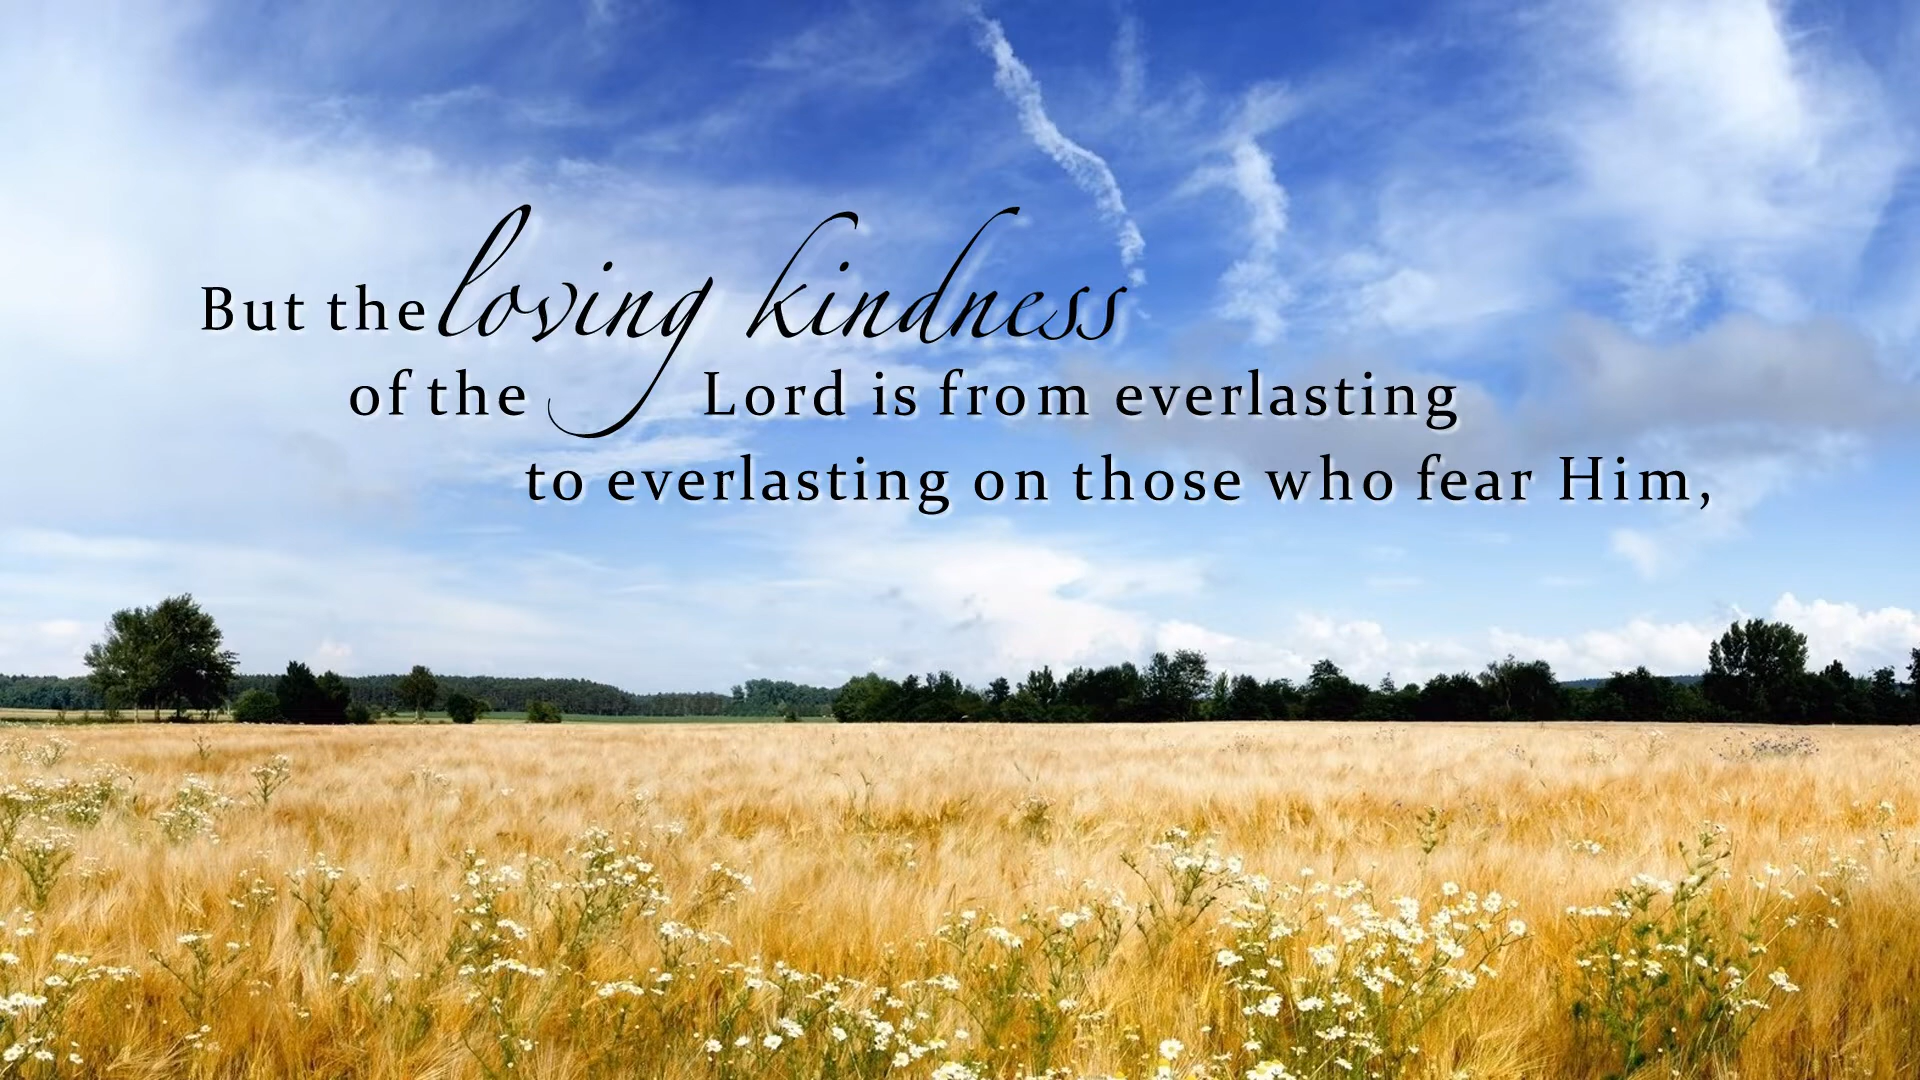 But the loving kindness
of the Lord is from everlasting
to everlasting on those who fear Him,